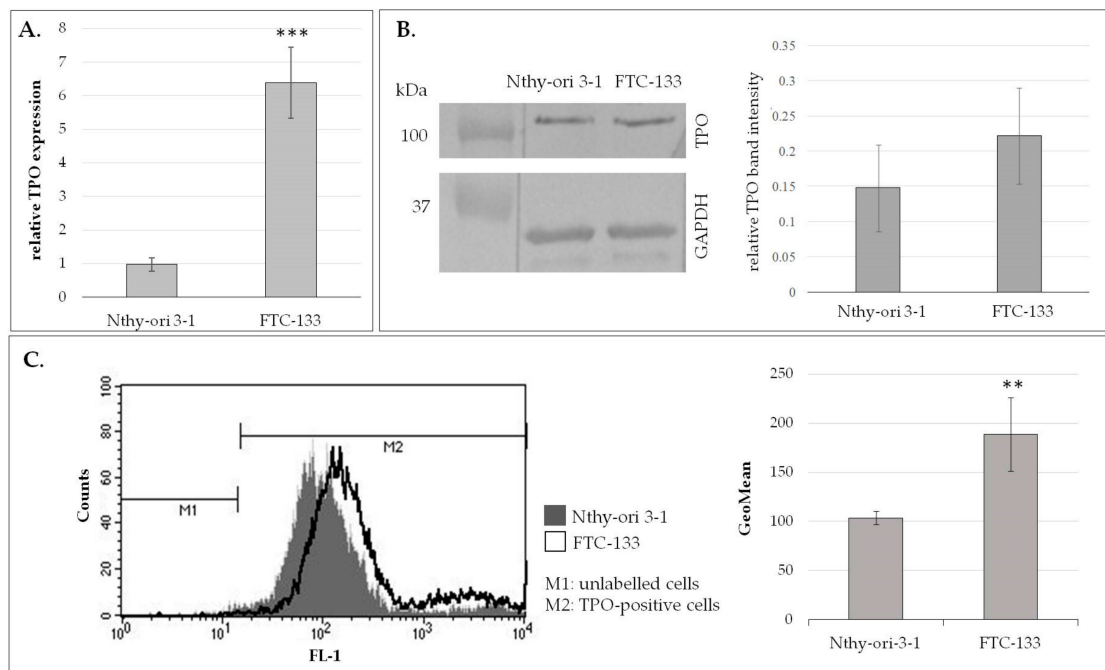 A.
***
relative TPO expression
8
7
6
5
4
3
2
1
0
Nthy-ori 3-1 FTC-133
B.
kDa
Nthy-ori 3-1 FTC-133
100
TPO
37
GAPDH
relative TPO band intensity
0.35
0.3
0.25
0.2
0.15
0.1
0.05
0
Nthy-ori 3-1 FTC-133
C.
Counts
100
80
60
40
20
0
M1
M2
10^0 10^1 10^2 10^3 10^4
FL-1
Nthy-ori 3-1
FTC-133
M1: unlabelled cells
M2: TPO-positive cells
**
GeoMean
250
200
150
100
50
0
Nthy-ori-3-1 FTC-133